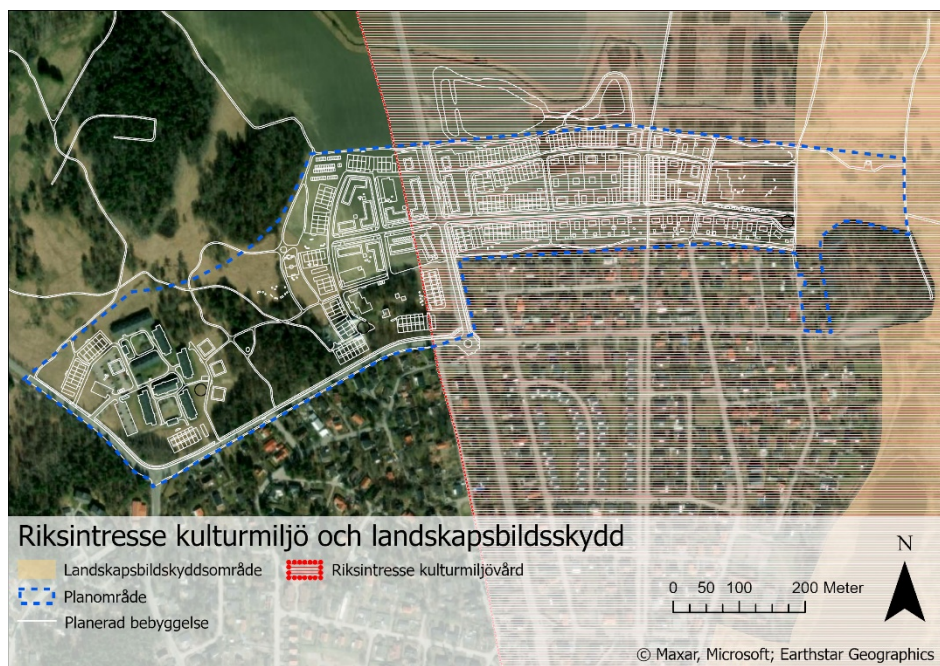 Riksintresse kulturmiljö och landskapsbildsskydd
Landskapsbildskyddsområde
Riksintresse kulturmiljövård
Planområde
Planerad bebyggelse
N
0 50 100 200 Meter
© Maxar, Microsoft; Earthstar Geographics